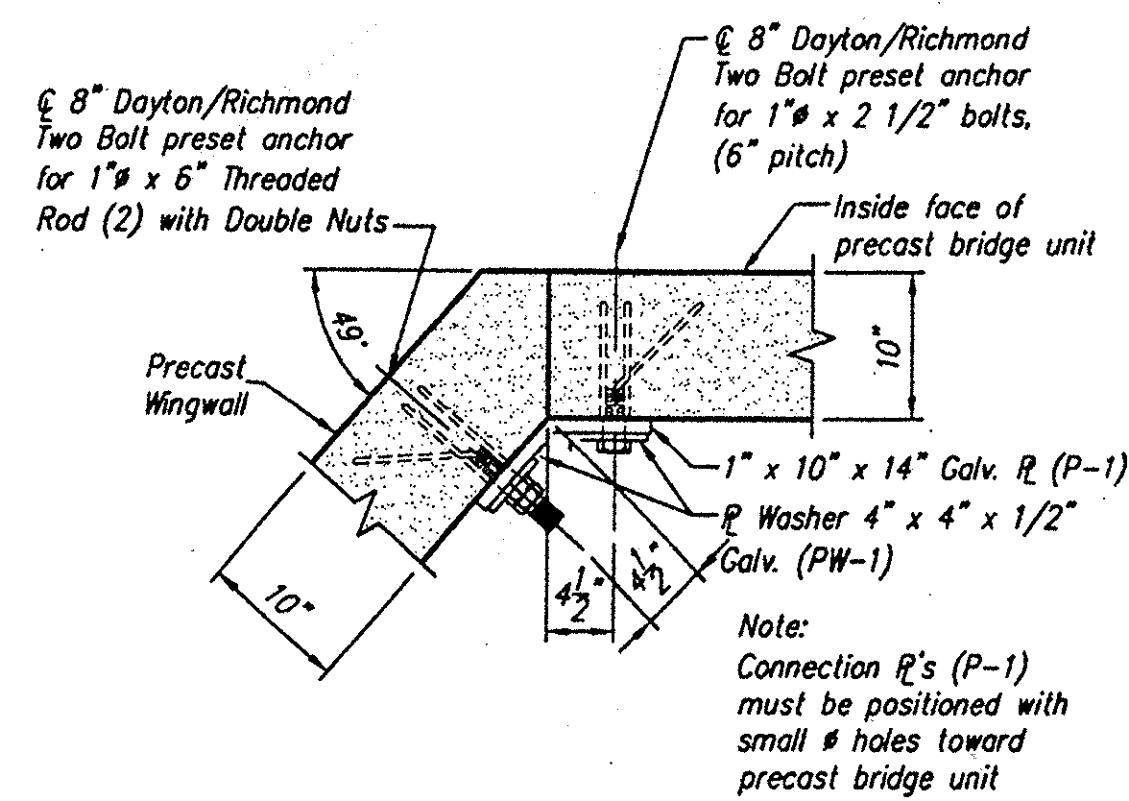 ℄ 8" Dayton/Richmond
Two Bolt preset anchor
for 1"ø x 6" Threaded
Rod (2) with Double Nuts
℄ 8" Dayton/Richmond
Two Bolt preset anchor
for 1"ø x 2 1/2" bolts,
(6" pitch)
Inside face of
precast bridge unit
49°
10"
Precast
Wingwall
1" x 10" x 14" Galv. PL (P-1)
PL Washer 4" x 4" x 1/2"
Galv. (PW-1)
4 1/2"
4 1/2"
10"
Note:
Connection PL's (P-1)
must be positioned with
small ø holes toward
precast bridge unit